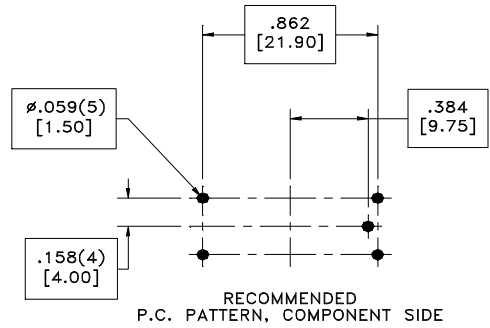 .862
[21.90]
ø.059(5)
[1.50]
.384
[9.75]
.158(4)
[4.00]
RECOMMENDED
P.C. PATTERN, COMPONENT SIDE